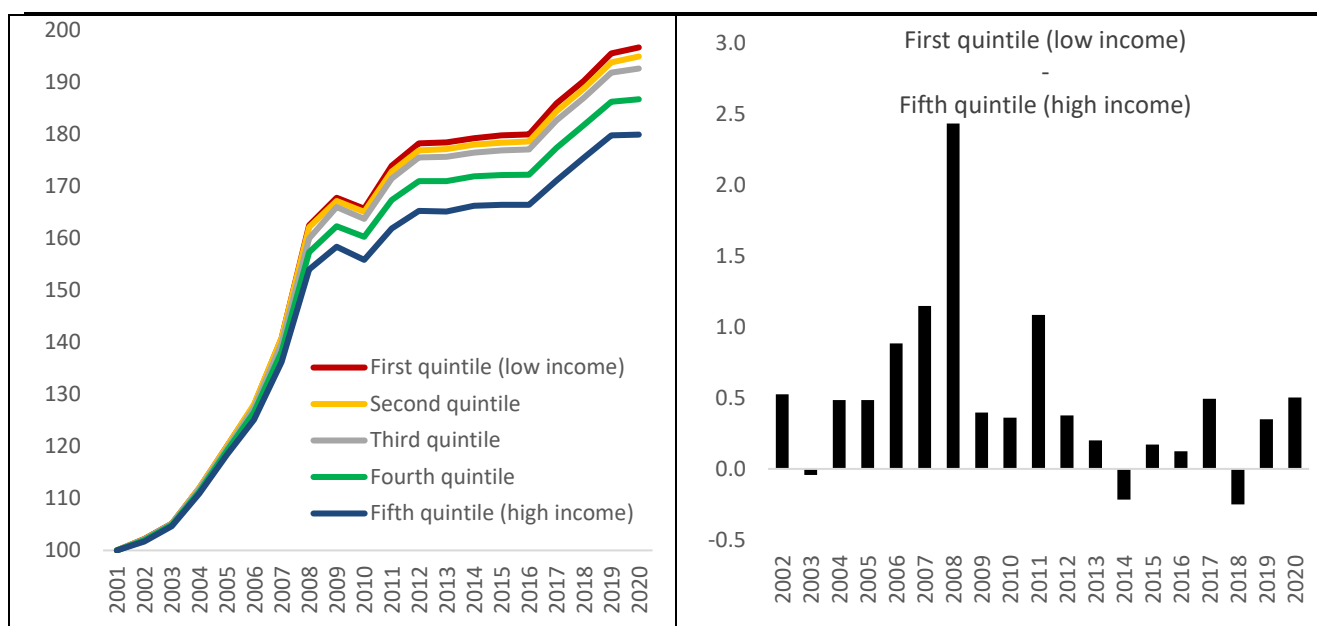 200
190
180
170
160
150
140
130
120
110
100
First quintile (low income)
Second quintile
Third quintile
Fourth quintile
Fifth quintile (high income)
2001 2002 2003 2004 2005 2006 2007 2008 2009 2010 2011 2012 2013 2014 2015 2016 2017 2018 2019 2020
First quintile (low income)
-
Fifth quintile (high income)
3.0
2.5
2.0
1.5
1.0
0.5
0.0
-0.5
2002 2003 2004 2005 2006 2007 2008 2009 2010 2011 2012 2013 2014 2015 2016 2017 2018 2019 2020